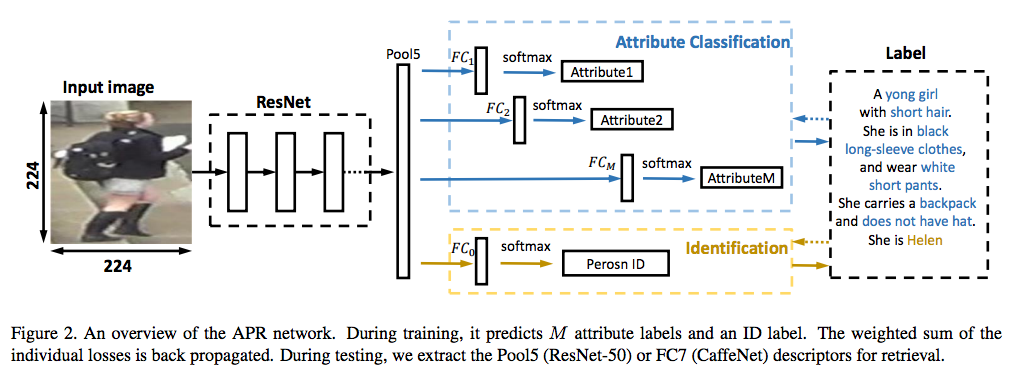 Input image
224
224
ResNet
Pool5
Attribute Classification
FC1
softmax
Attribute1
FC2
softmax
Attribute2
FCM
softmax
AttributeM
Identification
FC0
softmax
Perosn ID
Label
A yong girl
with short hair.
She is in black
long-sleeve clothes,
and wear white
short pants.
She carries a backpack
and does not have hat.
She is Helen
Figure 2. An overview of the APR network. During training, it predicts M attribute labels and an ID label. The weighted sum of the
individual losses is back propagated. During testing, we extract the Pool5 (ResNet-50) or FC7 (CaffeNet) descriptors for retrieval.